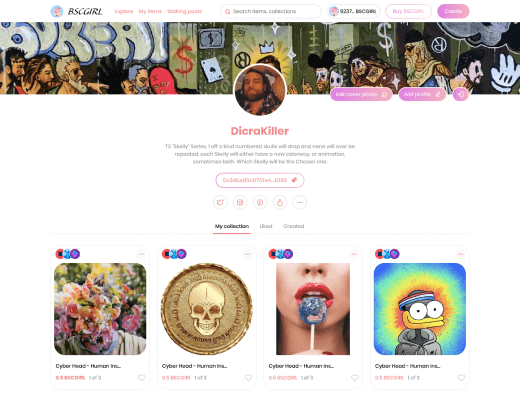 BSCGIRL
Explore My items Staking pools
Search items, collections
9237.. BSCGIRL
Buy BSCGIRL
Create
Edit cover photo
Edit profile
DicraKiller
13 "Skelly" Series, 1 off a kind numbered skulls will drop and none will ever be
repeated, each Skelly will either have a new colorway, or animation,
sometimes both. Which Skelly will be the Chosen one.
My collection Liked Created
Cyber Head - Human Ins...
0.5 BSCGIRL 1 of 3
Cyber Head - Human Ins...
0.5 BSCGIRL 1 of 3
Cyber Head - Human Ins...
0.5 BSCGIRL 1 of 3
Cyber Head - Human Ins...
0.5 BSCGIRL 1 of 3